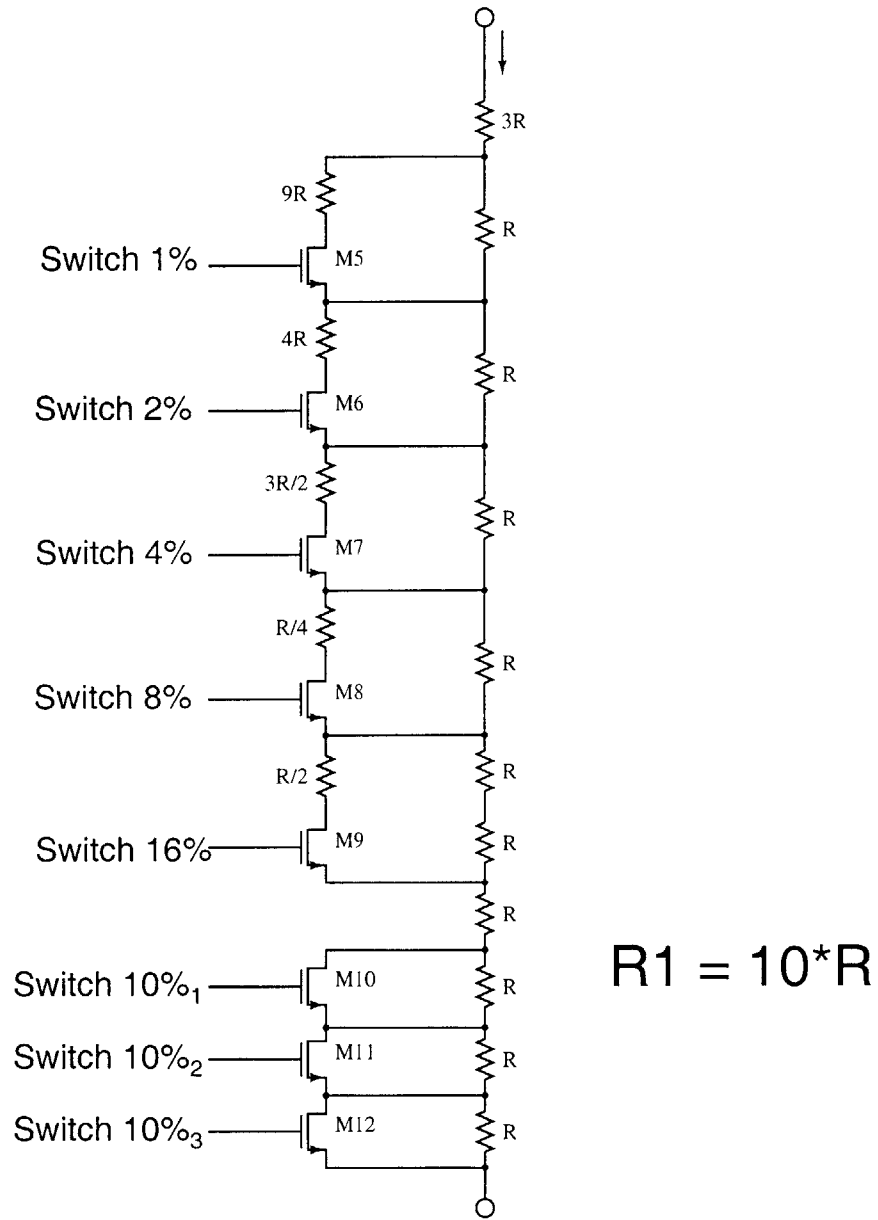 3R
9R
R
Switch 1%
M5
4R
R
Switch 2%
M6
3R/2
R
Switch 4%
M7
R/4
R
Switch 8%
M8
R/2
R
Switch 16%
M9
R
R
R1 = 10*R
Switch 10%₁
M10
R
Switch 10%₂
M11
R
Switch 10%₃
M12
R